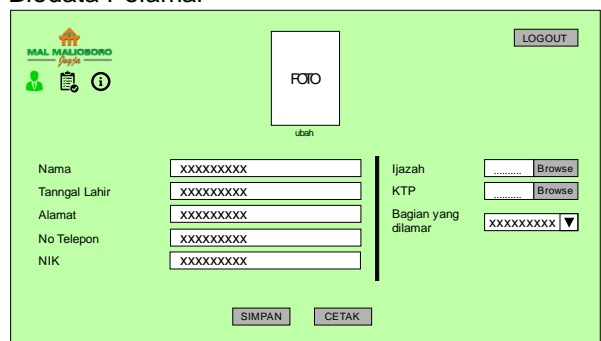 Biodata Pelamar
MAL MALIOBORO
Jogja
LOGOUT
FOTO
ubah
Nama XXXXXXXXX
Tanngal Lahir XXXXXXXXX
Alamat XXXXXXXXX
No Telepon XXXXXXXXX
NIK XXXXXXXXX
Ijazah .......... Browse
KTP .......... Browse
Bagian yang
dilamar XXXXXXXXX
SIMPAN CETAK